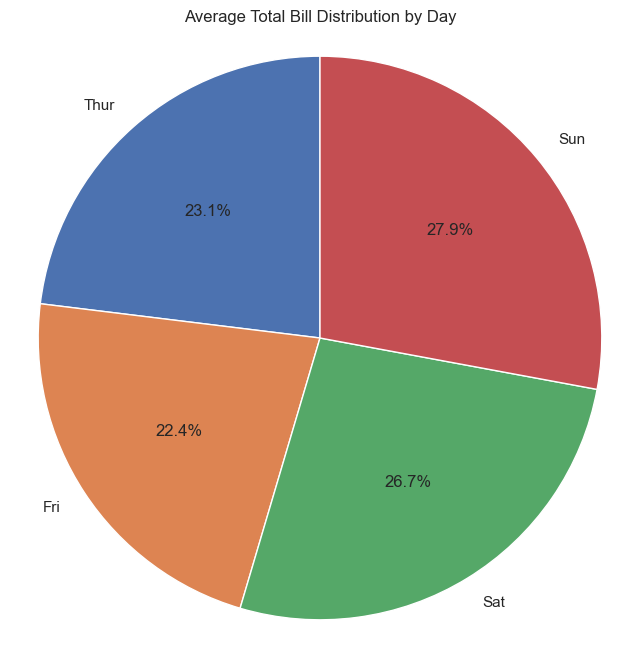 Average Total Bill Distribution by Day
Thur
Sun
23.1%
27.9%
22.4%
26.7%
Fri
Sat